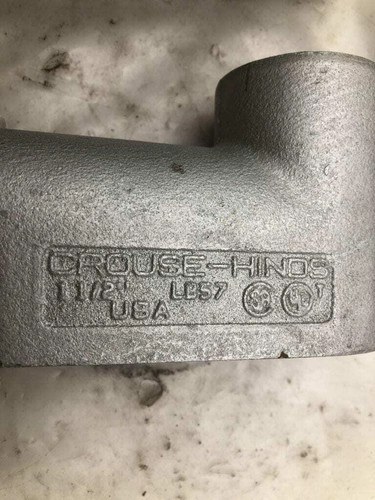 CROUSE-HINDS
1 1/2" LB57
USA